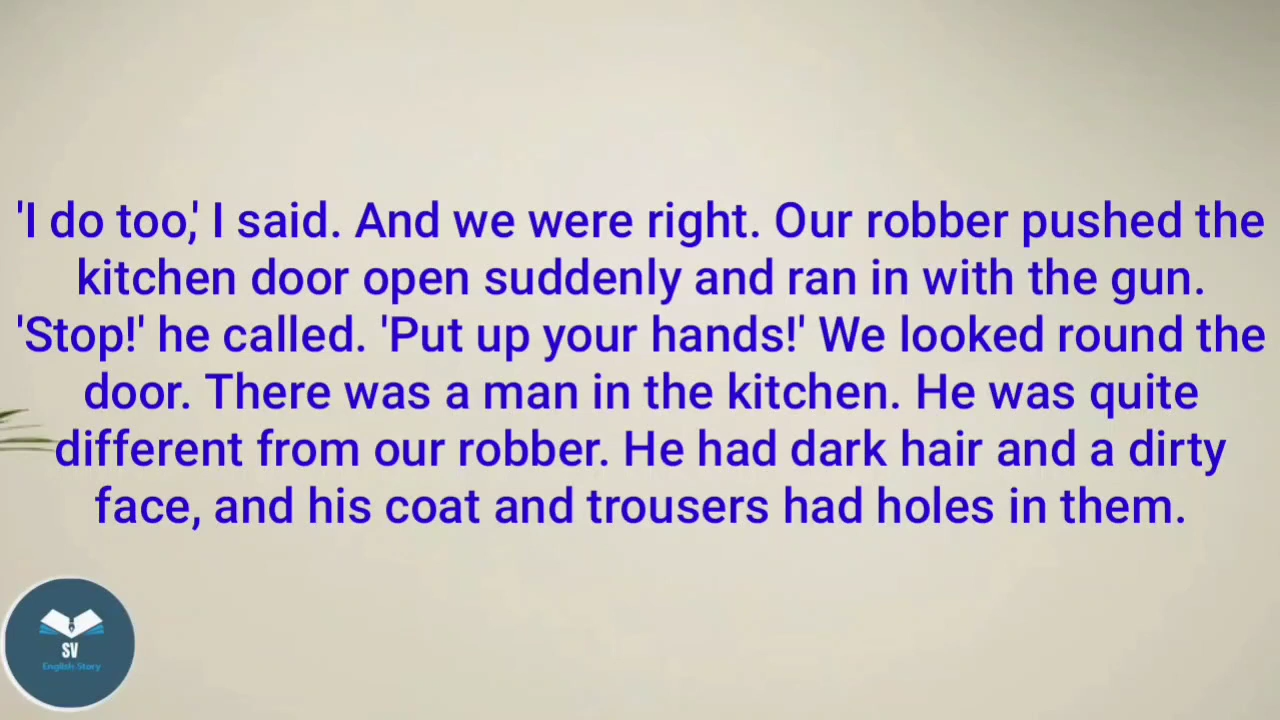 'I do too,' I said. And we were right. Our robber pushed the
kitchen door open suddenly and ran in with the gun.
'Stop!' he called. 'Put up your hands!' We looked round the
door. There was a man in the kitchen. He was quite
different from our robber. He had dark hair and a dirty
face, and his coat and trousers had holes in them.
SV
English Story